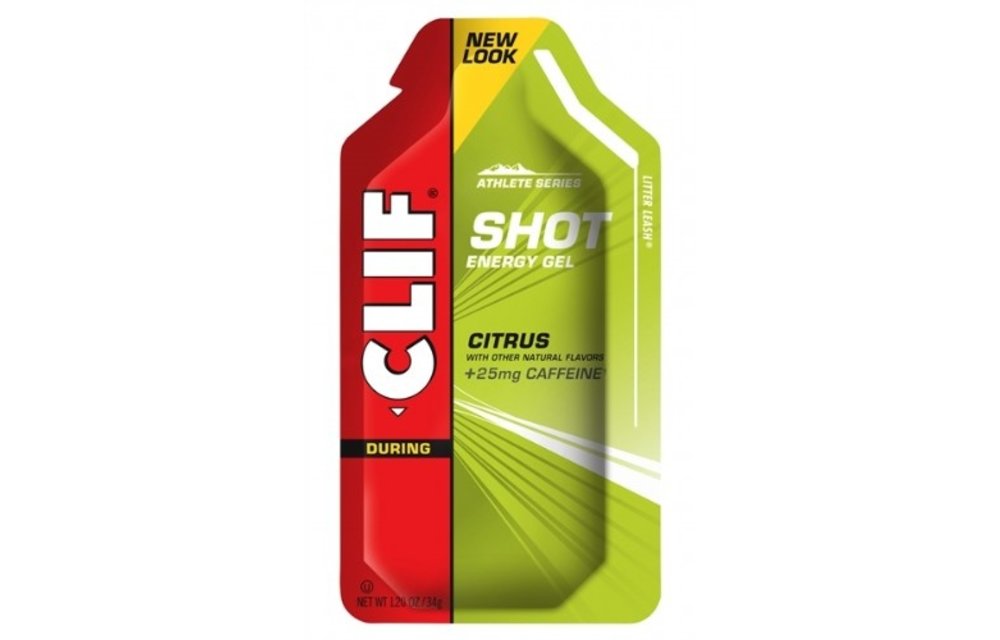 NEW
LOOK
ATHLETE SERIES
SHOT
ENERGY GEL
CITRUS
WITH OTHER NATURAL FLAVORS
+25mg CAFFEINE
LITTER LEASH®
CLIF®
DURING
U
NET WT 1.20 OZ/34g